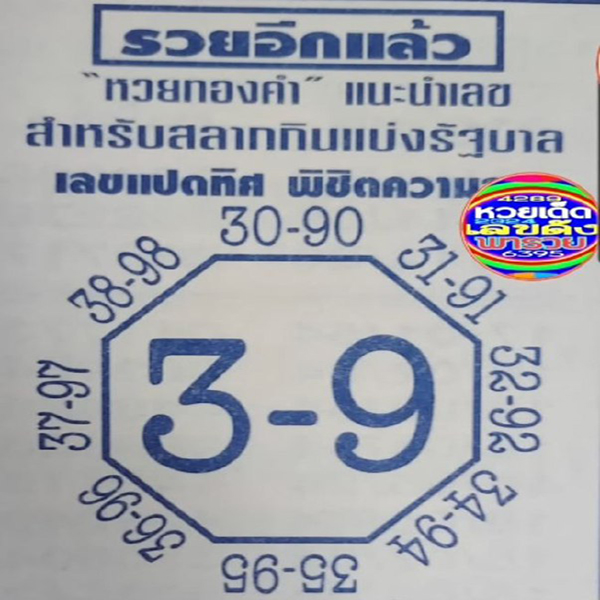 รวยอีกแล้ว
"หวยทองคำ" แนะนำเลข
สำหรับสลากกินแบ่งรัฐบาล
เลขแปดทิศ พิชิตความ
4289
หวยเด็ด
2924
เลขดัง
พารวย
6395
30-90
31-91
32-92
34-94
35-95
36-96
37-97
38-98
3-9